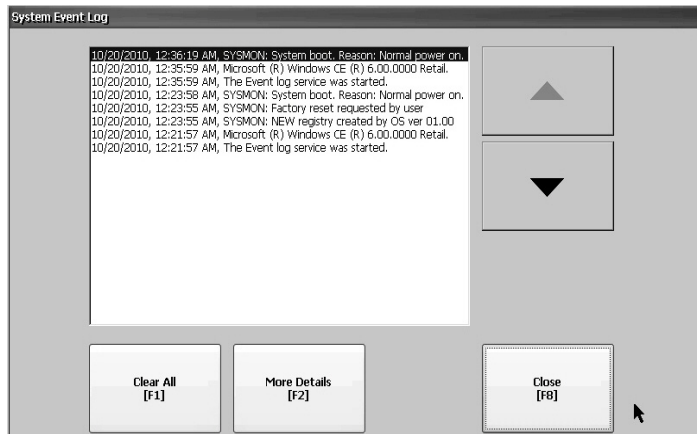 System Event Log
10/20/2010, 12:36:19 AM, SYSMON: System boot. Reason: Normal power on.
10/20/2010, 12:35:59 AM, Microsoft (R) Windows CE (R) 6.00.0000 Retail.
10/20/2010, 12:35:59 AM, The Event log service was started.
10/20/2010, 12:23:58 AM, SYSMON: System boot. Reason: Normal power on.
10/20/2010, 12:23:55 AM, SYSMON: Factory reset requested by user
10/20/2010, 12:23:55 AM, SYSMON: NEW registry created by OS ver 01.00
10/20/2010, 12:21:57 AM, Microsoft (R) Windows CE (R) 6.00.0000 Retail.
10/20/2010, 12:21:57 AM, The Event log service was started.
Clear All
[F1]
More Details
[F2]
Close
[F8]